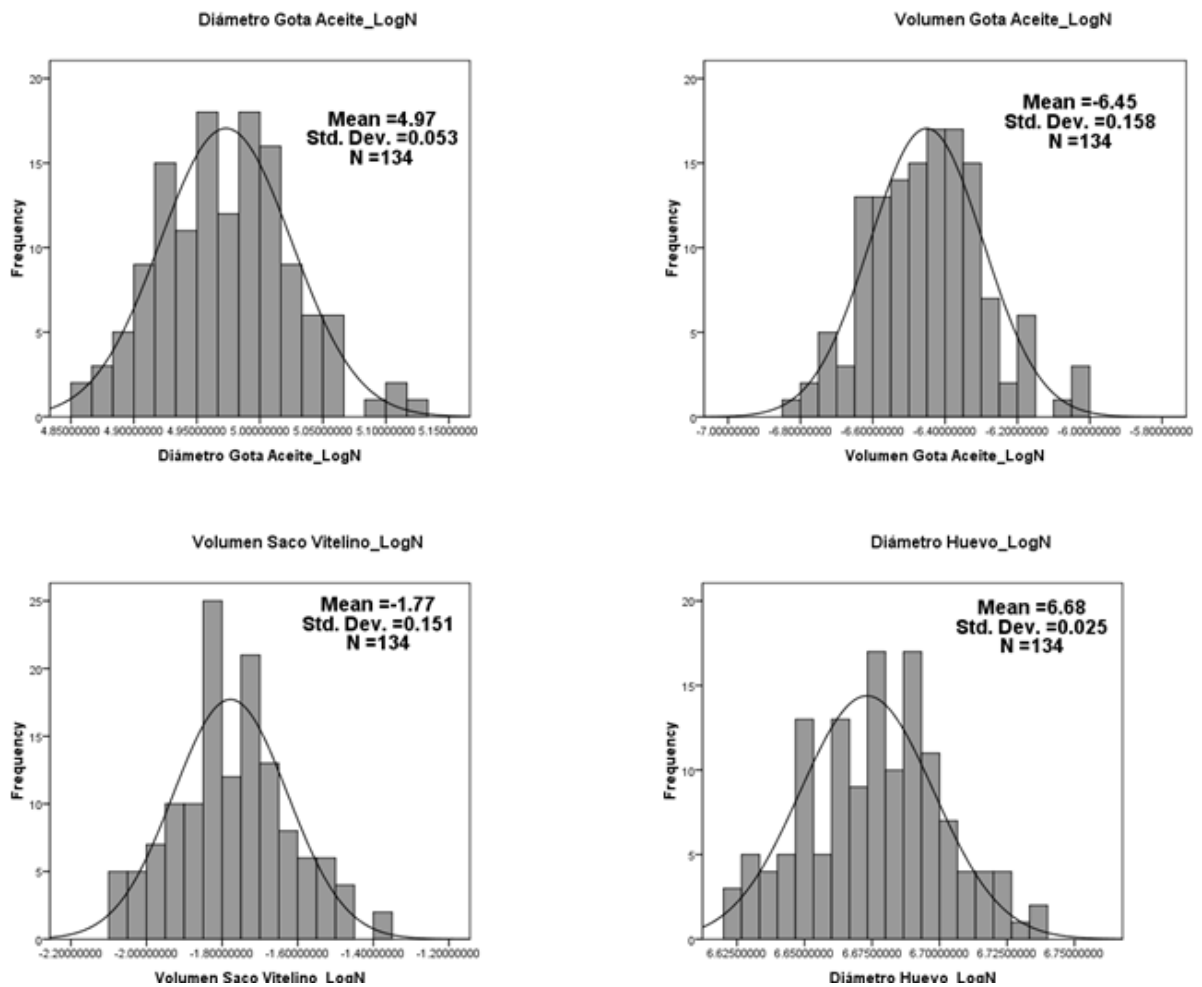 Diámetro Gota Aceite_LogN
Mean =4.97
Std. Dev. =0.053
N =134
Frequency
20
15
10
5
0
4.85000000 4.90000000 4.95000000 5.00000000 5.05000000 5.10000000 5.15000000
Diámetro Gota Aceite_LogN
Volumen Gota Aceite_LogN
Mean =-6.45
Std. Dev. =0.158
N =134
Frequency
20
15
10
5
0
-7.00000000 -6.80000000 -6.60000000 -6.40000000 -6.20000000 -6.00000000 -5.80000000
Volumen Gota Aceite_LogN
Volumen Saco Vitelino_LogN
Mean =-1.77
Std. Dev. =0.151
N =134
Frequency
25
20
15
10
5
0
-2.20000000 -2.00000000 -1.80000000 -1.60000000 -1.40000000 -1.20000000
Volumen Saco Vitelino_LogN
Diámetro Huevo_LogN
Mean =6.68
Std. Dev. =0.025
N =134
Frequency
20
15
10
5
0
6.62500000 6.65000000 6.67500000 6.70000000 6.72500000 6.75000000
Diámetro Huevo_LogN